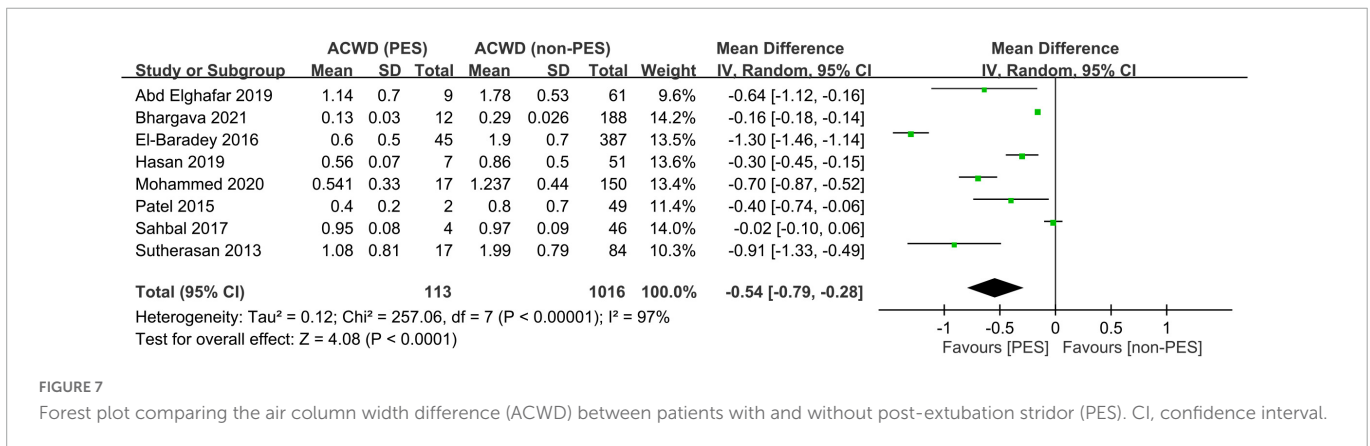 ACWD (PES) ACWD (non-PES) Mean Difference Mean Difference
Study or Subgroup Mean SD Total Mean SD Total Weight IV, Random, 95% CI IV, Random, 95% CI
Abd Elghafar 2019 1.14 0.7 9 1.78 0.53 61 9.6% -0.64 [-1.12, -0.16]
Bhargava 2021 0.13 0.03 12 0.29 0.026 188 14.2% -0.16 [-0.18, -0.14]
El-Baradey 2016 0.6 0.5 45 1.9 0.7 387 13.5% -1.30 [-1.46, -1.14]
Hasan 2019 0.56 0.07 7 0.86 0.5 51 13.6% -0.30 [-0.45, -0.15]
Mohammed 2020 0.541 0.33 17 1.237 0.44 150 13.4% -0.70 [-0.87, -0.52]
Patel 2015 0.4 0.2 2 0.8 0.7 49 11.4% -0.40 [-0.74, -0.06]
Sahbal 2017 0.95 0.08 4 0.97 0.09 46 14.0% -0.02 [-0.10, 0.06]
Sutherasan 2013 1.08 0.81 17 1.99 0.79 84 10.3% -0.91 [-1.33, -0.49]
Total (95% CI) 113 1016 100.0% -0.54 [-0.79, -0.28]
Heterogeneity: Tau² = 0.12; Chi² = 257.06, df = 7 (P < 0.00001); I² = 97%
Test for overall effect: Z = 4.08 (P < 0.0001)
-1 -0.5 0 0.5 1
Favours [PES] Favours [non-PES]
FIGURE 7
Forest plot comparing the air column width difference (ACWD) between patients with and without post-extubation stridor (PES). CI, confidence interval.